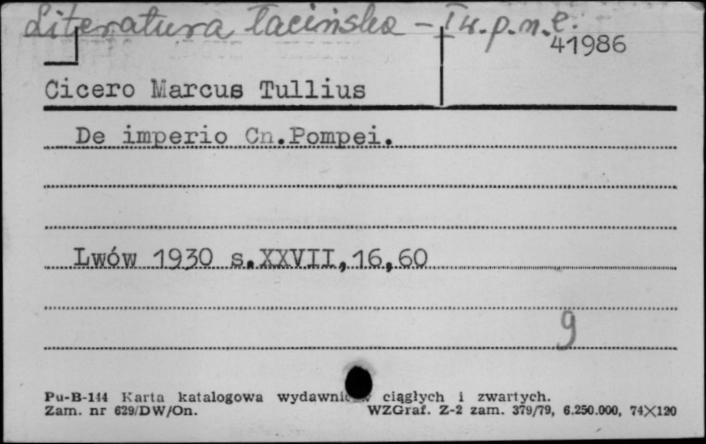 Literatura łacińska - I w.p.n.e.
41986
Cicero Marcus Tullius
De imperio Cn.Pompei.
Lwów 1930 s.XXVII,16,60
9
Pu-B-144 Karta katalogowa wydawnic ciągłych i zwartych.
Zam. nr 629/DW/On. WZGraf. Z-2 zam. 379/79, 6.250.000, 74X120